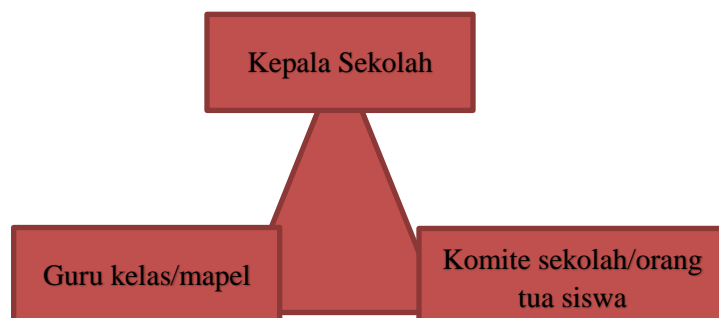 Kepala Sekolah
Guru kelas/mapel
Komite sekolah/orang
tua siswa